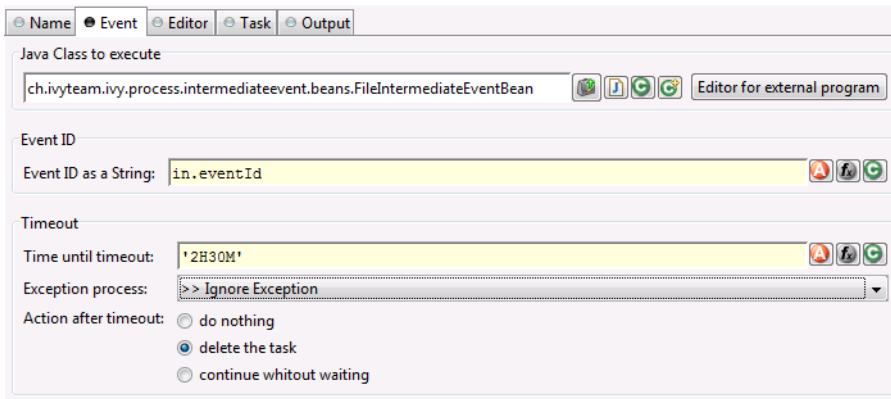 Name Event Editor Task Output
Java Class to execute
ch.ivyteam.ivy.process.intermediateevent.beans.FileIntermediateEventBean Editor for external program
Event ID
Event ID as a String: in.eventId
Timeout
Time until timeout: '2H30M'
Exception process: >> Ignore Exception
Action after timeout: do nothing
delete the task
continue whitout waiting